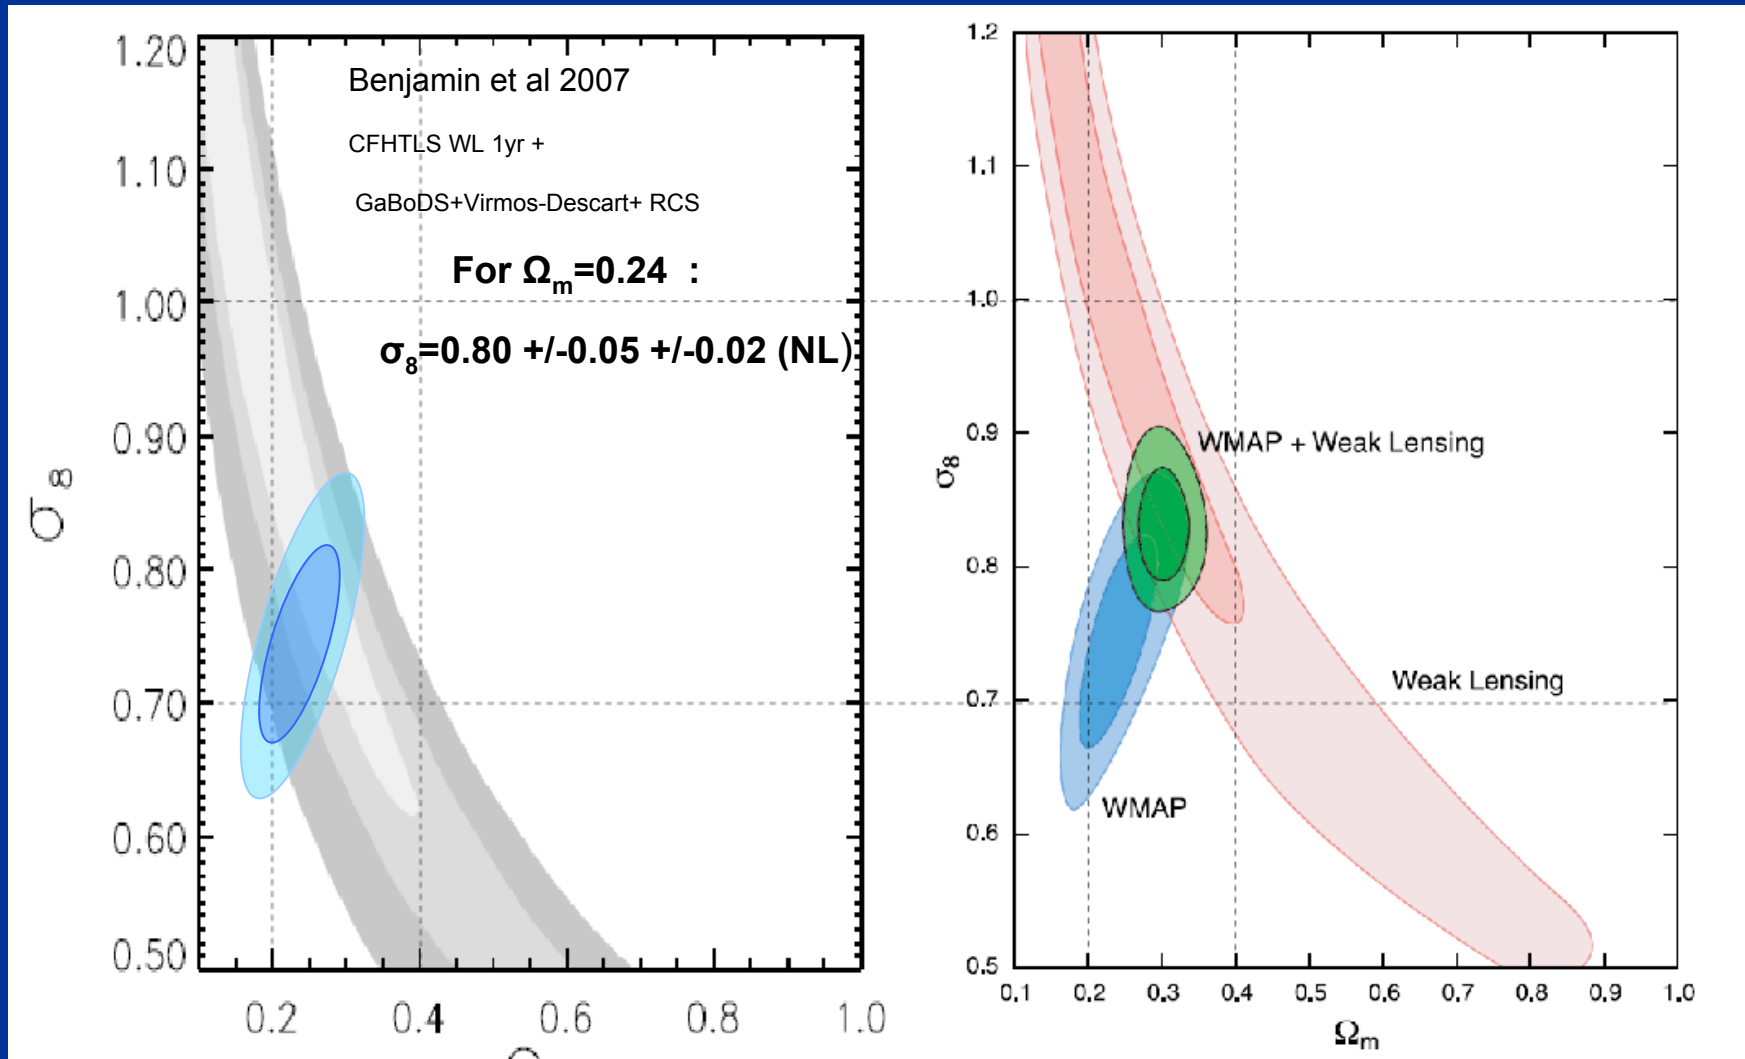 1.20
1.10
1.00
0.90
0.80
0.70
0.60
0.50
σ8
0.2
0.4
0.6
0.8
1.0
Benjamin et al 2007
CFHTLS WL 1yr +
GaBoDS+Virmos-Descart+ RCS
For Ωm=0.24 :
σ8=0.80 +/-0.05 +/-0.02 (NL)
1.2
1.1
1.0
0.9
0.8
0.7
0.6
0.5
σ8
WMAP + Weak Lensing
Weak Lensing
WMAP
0.1
0.2
0.3
0.4
0.5
0.6
0.7
0.8
0.9
1.0
Ωm